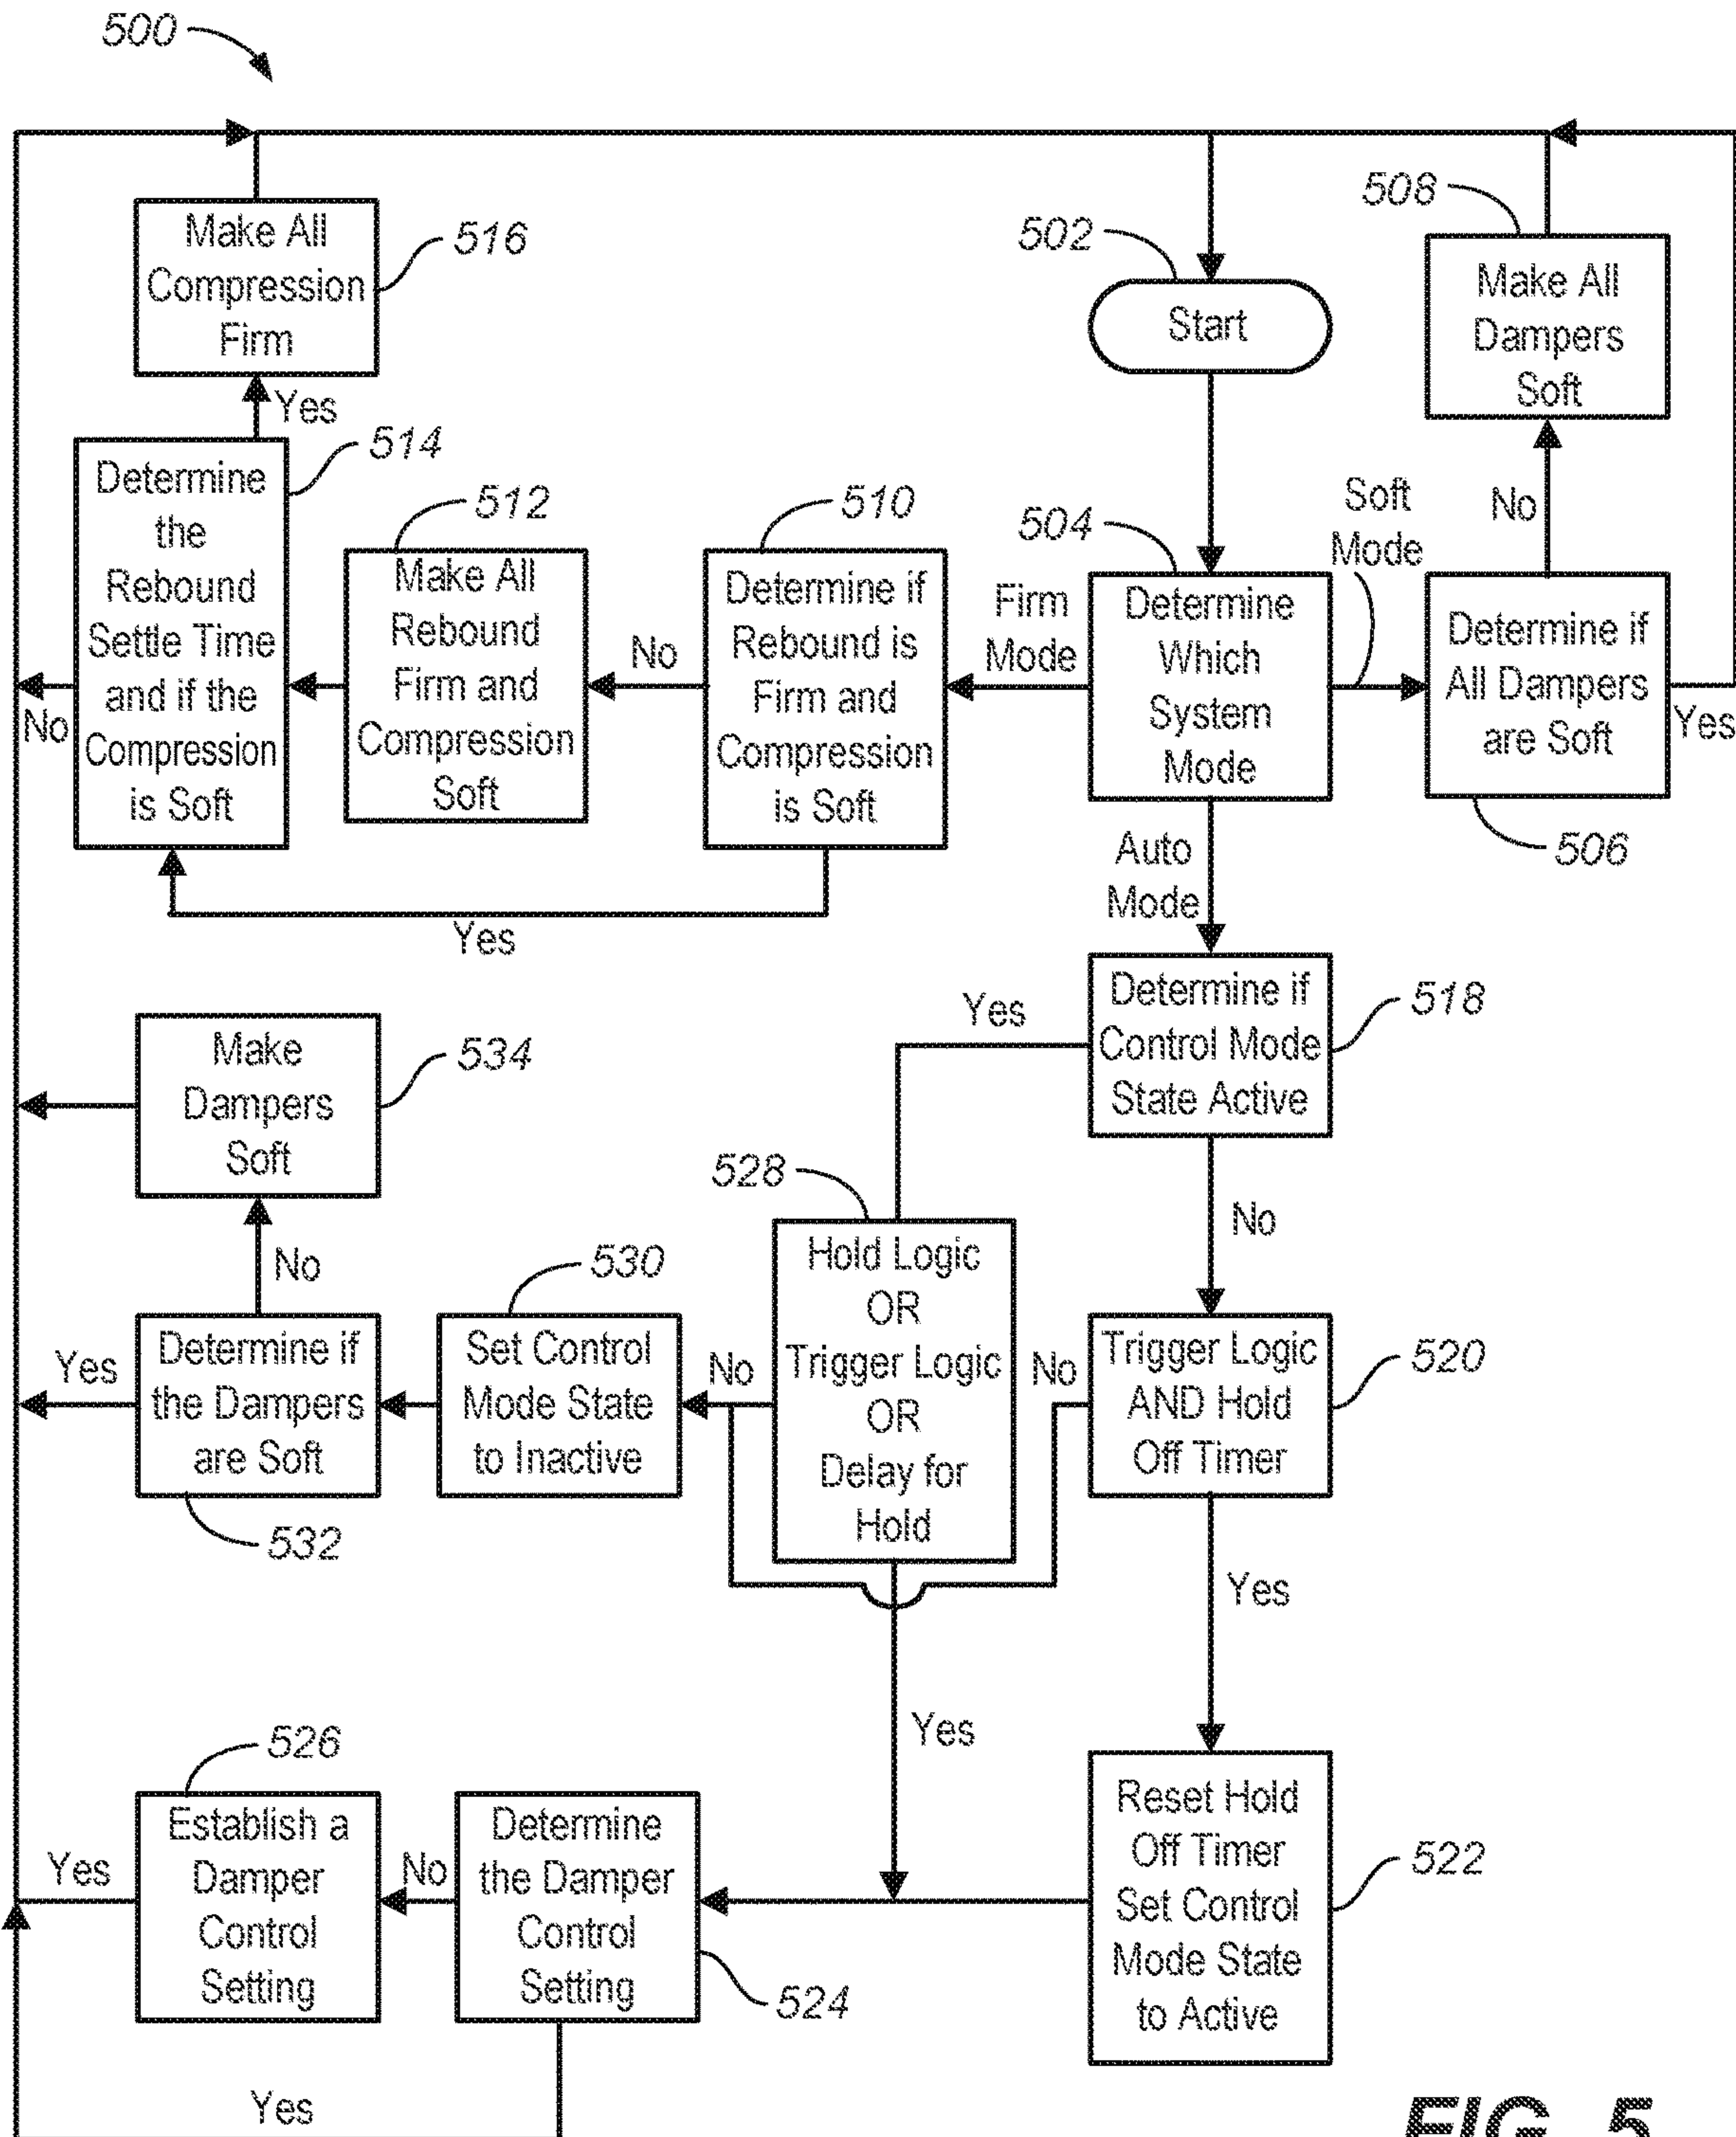 500
516
Make All
Compression
Firm
Yes
502
Start
508
Make All
Dampers
Soft
No
514
Determine
the
Rebound
Settle Time
and if the
Compression
is Soft
No
512
Make All
Rebound
Firm and
Compression
Soft
No
510
Determine if
Rebound is
Firm and
Compression
is Soft
Yes
Firm
Mode
504
Determine
Which
System
Mode
Soft
Mode
Determine if
All Dampers
are Soft
Yes
506
Auto
Mode
Determine if
Control Mode
State Active
518
Yes
No
Make
Dampers
Soft
534
No
Yes
Determine if
the Dampers
are Soft
532
530
Set Control
Mode State
to Inactive
No
528
Hold Logic
OR
Trigger Logic
OR
Delay for
Hold
No
Trigger Logic
AND Hold
Off Timer
520
Yes
Yes
526
Yes
Establish a
Damper
Control
Setting
No
Determine
the Damper
Control
Setting
524
Reset Hold
Off Timer
Set Control
Mode State
to Active
522
Yes
FIG. 5